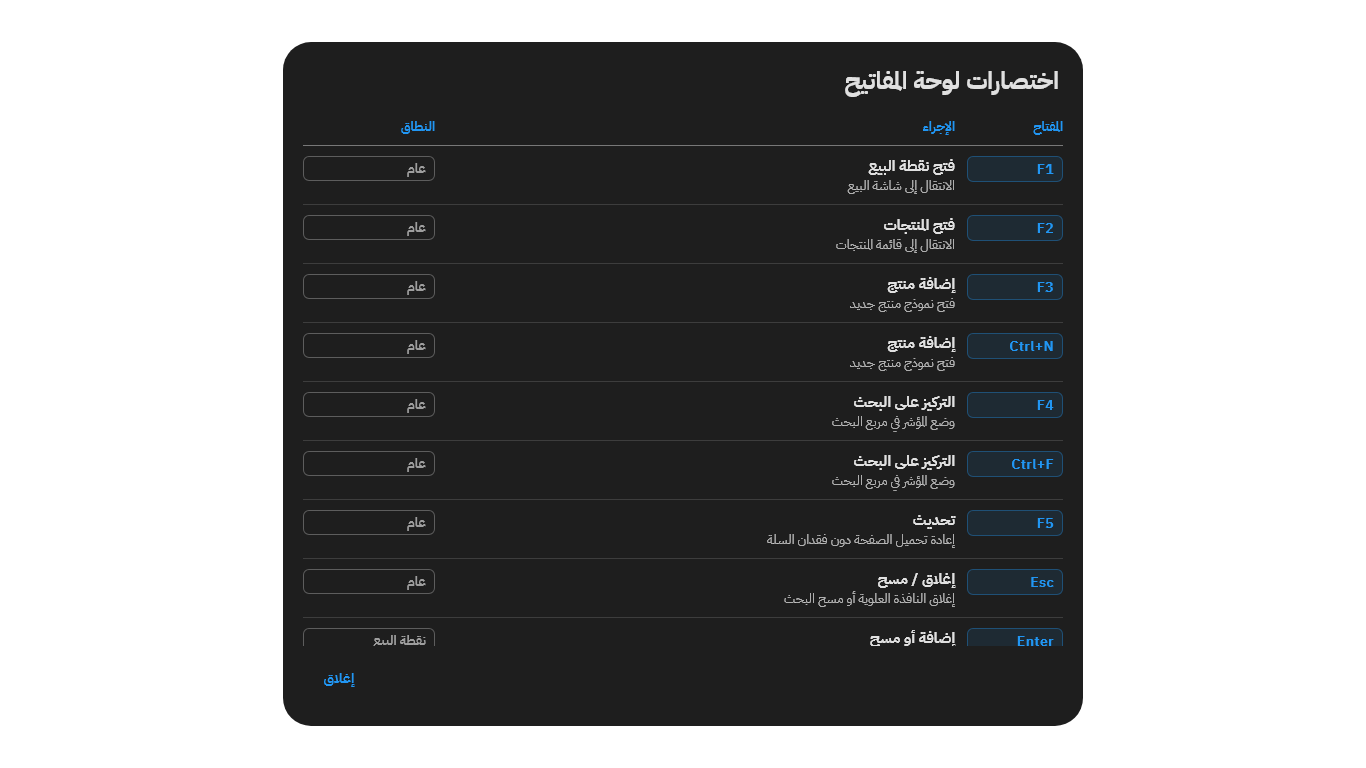 اختصارات لوحة المفاتيح
المفتاح الإجراء النطاق
F1 فتح نقطة البيع عام
الانتقال إلى شاشة البيع
F2 فتح المنتجات عام
الانتقال إلى قائمة المنتجات
F3 إضافة منتج عام
فتح نموذج منتج جديد
Ctrl+N إضافة منتج عام
فتح نموذج منتج جديد
F4 التركيز على البحث عام
وضع المؤشر في مربع البحث
Ctrl+F التركيز على البحث عام
وضع المؤشر في مربع البحث
F5 تحديث عام
إعادة تحميل الصفحة دون فقدان السلة
Esc إغلاق / مسح عام
إغلاق النافذة العلوية أو مسح البحث
Enter إضافة أو مسح نقطة البيع
إغلاق